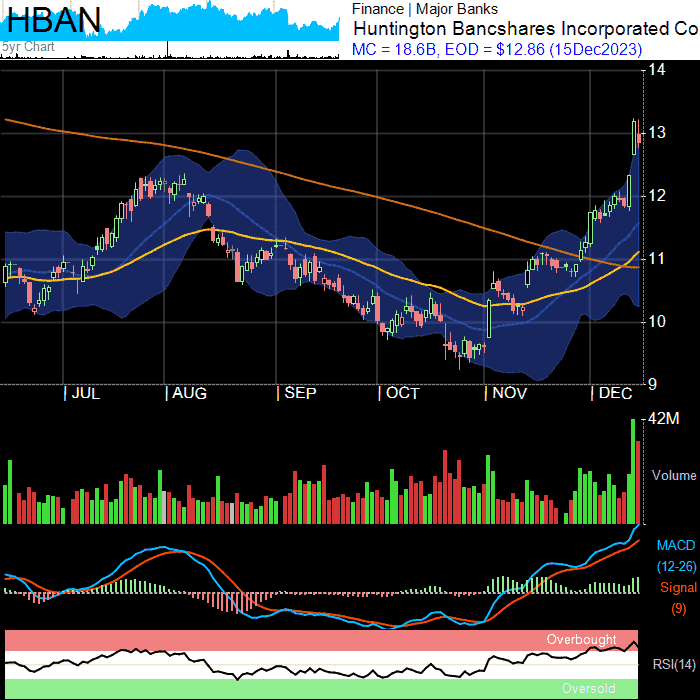 HBAN
5yr Chart
Finance | Major Banks
Huntington Bancshares Incorporated Co
MC = 18.6B, EOD = $12.86 (15Dec2023)
14
13
12
11
10
9
| JUL
| AUG
| SEP
| OCT
| NOV
| DEC
42M
Volume
MACD
(12-26)
Signal
(9)
Overbought
RSI(14)
Oversold